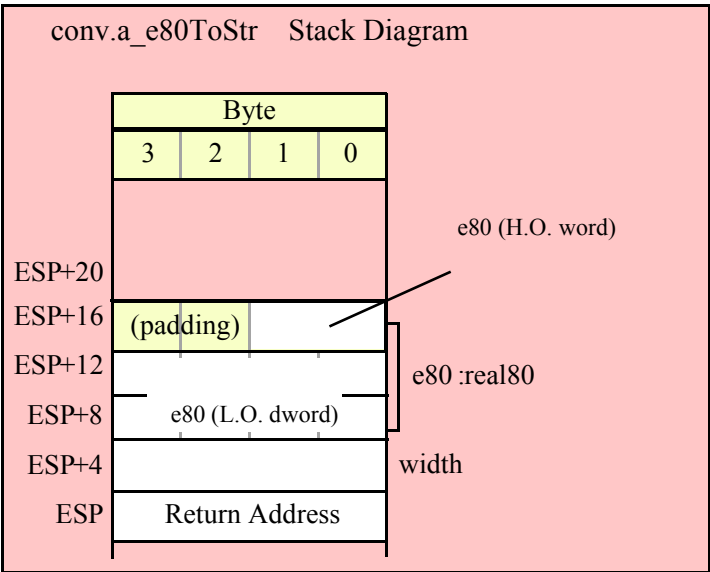 conv.a_e80ToStr Stack Diagram
Byte
3 2 1 0
e80 (H.O. word)
ESP+20
ESP+16 (padding)
ESP+12
e80 :real80
ESP+8 e80 (L.O. dword)
ESP+4 width
ESP Return Address